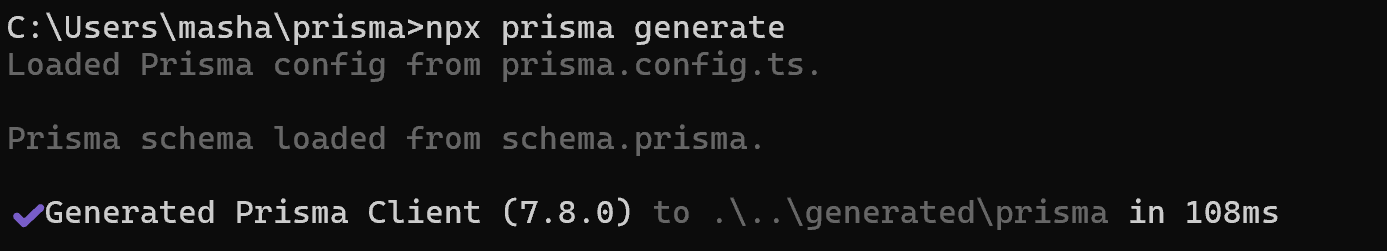 C:\Users\masha\prisma>npx prisma generate
Loaded Prisma config from prisma.config.ts.
Prisma schema loaded from schema.prisma.
✔Generated Prisma Client (7.8.0) to .\..\generated\prisma in 108ms